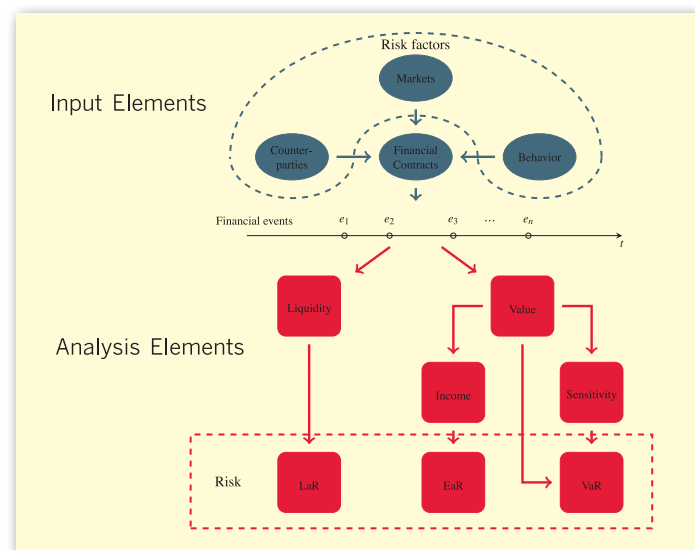 Risk factors
Markets
Input Elements
Counter-
parties
Financial
Contracts
Behavior
Financial events
e1
e2
e3
...
en
t
Liquidity
Value
Analysis Elements
Income
Sensitivity
Risk
LaR
EaR
VaR